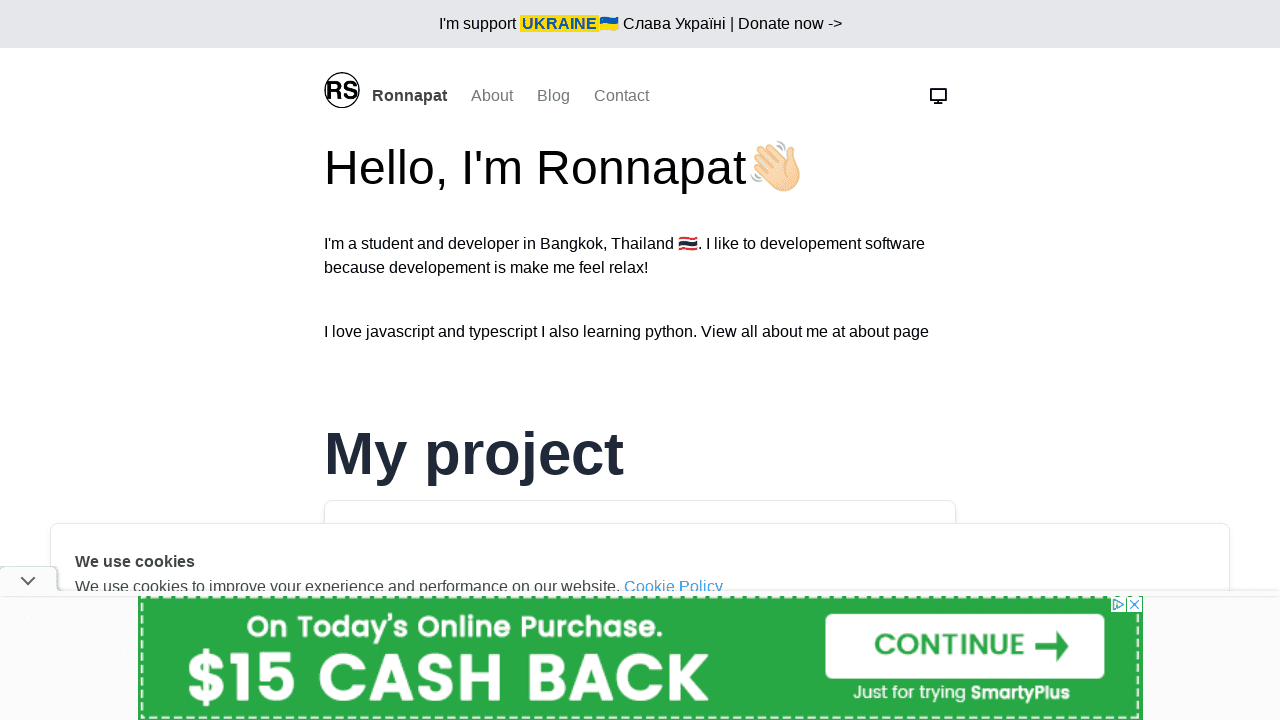 I'm support UKRAINE🇺🇦 Слава Україні | Donate now ->
RS Ronnapat About Blog Contact
Hello, I'm Ronnapat👋🏻
I'm a student and developer in Bangkok, Thailand 🇹🇭. I like to developement software
because developement is make me feel relax!
I love javascript and typescript I also learning python. View all about me at about page
My project
We use cookies
We use cookies to improve your experience and performance on our website. Cookie Policy
On Today's Online Purchase.
$15 CASH BACK
CONTINUE →
Just for trying SmartyPlus